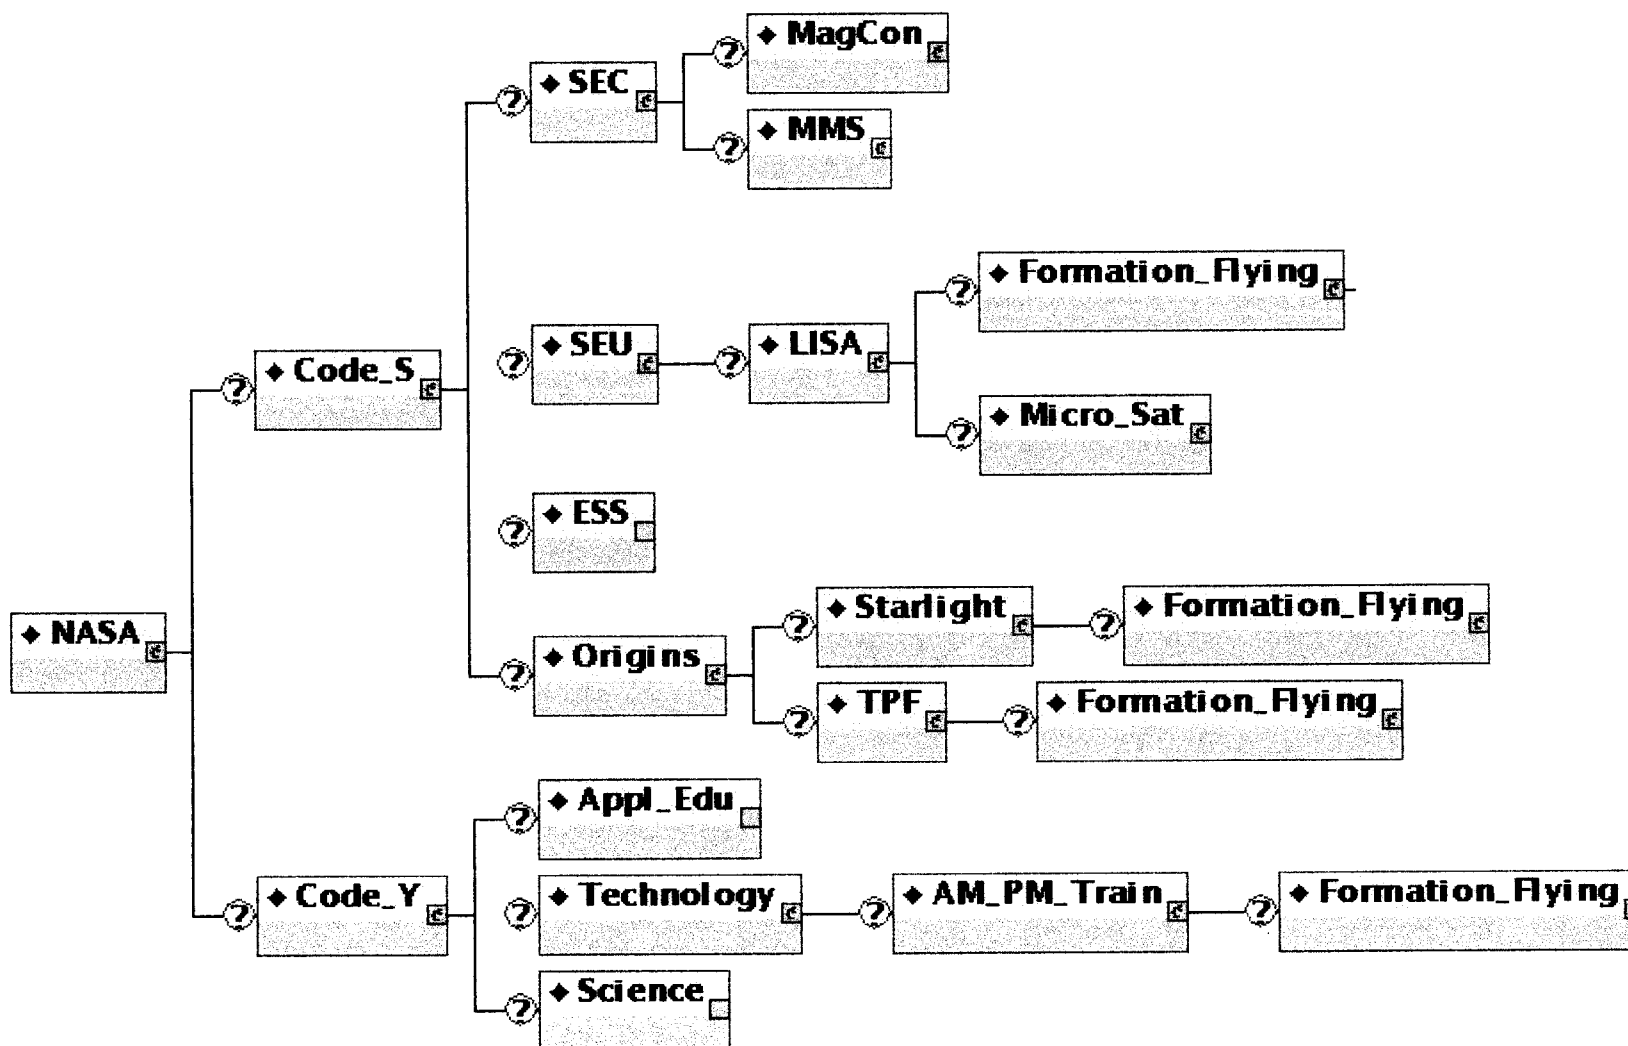 ◆ MagCon
◆ SEC
◆ MMS
◆ Formation_Flying
◆ SEU
◆ LISA
◆ Code_S
◆ Micro_Sat
◆ ESS
◆ Starlight
◆ Formation_Flying
◆ NASA
◆ Origins
◆ TPF
◆ Formation_Flying
◆ Appl_Edu
◆ Code_Y
◆ Technology
◆ AM_PM_Train
◆ Formation_Flying
◆ Science